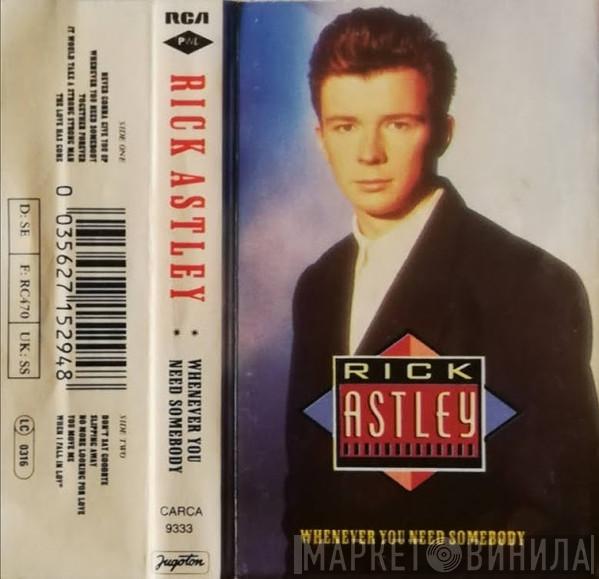 SIDE ONE
NEVER GONNA GIVE YOU UP
WHENEVER YOU NEED SOMEBODY
TOGETHER FOREVER
IT WOULD TAKE A STRONG STRONG MAN
THE LOVE HAS GONE
0 035627 152948
D: SE
F: RC470
UK: SS
SIDE TWO
DON'T SAY GOODBYE
SLIPPING AWAY
NO MORE LOOKING FOR LOVE
YOU MOVE ME
WHEN I FALL IN LOV
LC 0316
RCA
PWL
RICK ASTLEY * WHENEVER YOU
NEED SOMEBODY
CARCA
9333
Jugoton
RICK
ASTLEY
WHENEVER YOU NEED SOMEBODY
МАРКЕТ ВИНИЛА